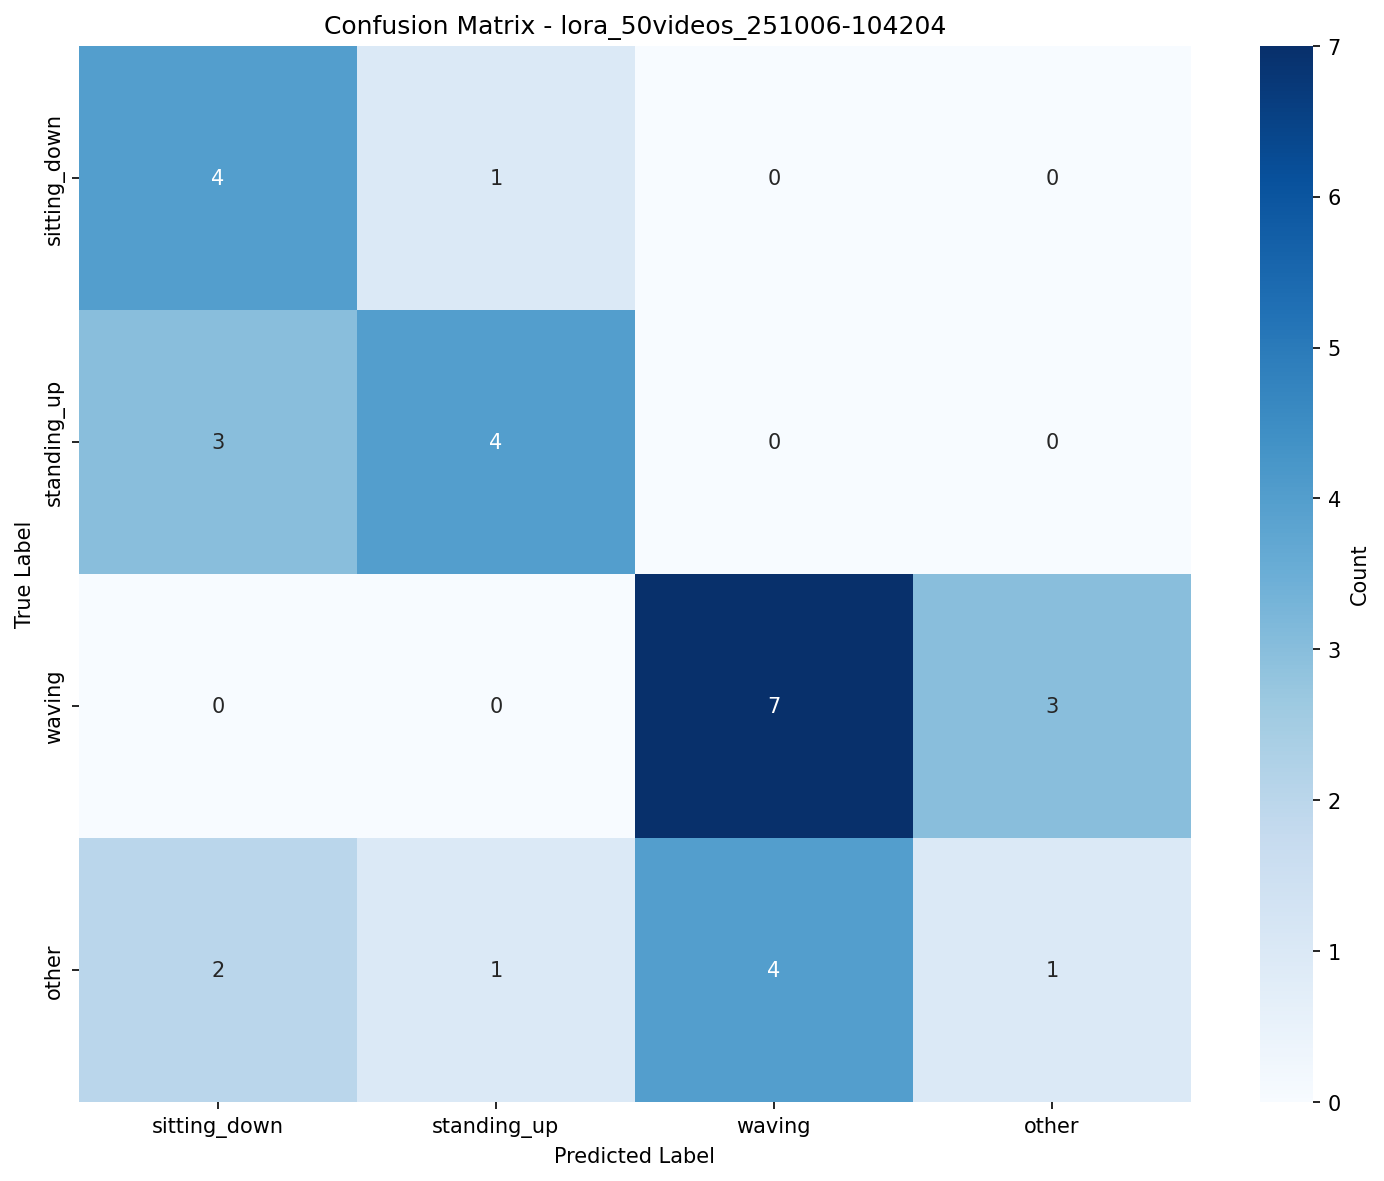 Confusion Matrix - lora_50videos_251006-104204
True Label
sitting_down
4 1 0 0
standing_up
3 4 0 0
waving
0 0 7 3
other
2 1 4 1
sitting_down standing_up waving other
Predicted Label
7
6
5
4
3
2
1
0
Count